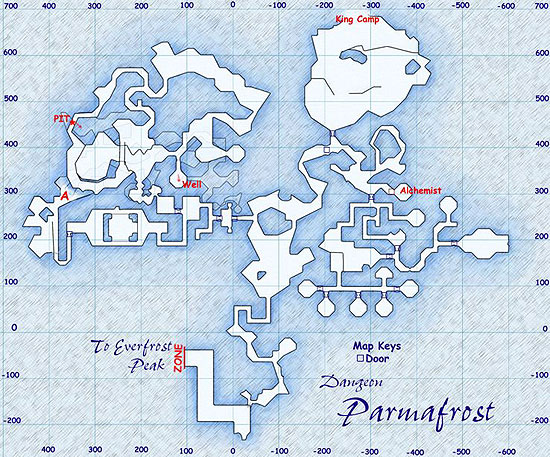 700 400 300 200 100 0 -100 -200 -300 -400 -500 -600
700 700
King Camp
600 600
500 500
PIT
400 400
Well
Alchemist
A
300 300
200 200
100 100
0 0
To Everfrost
Peak
ZONE
Map Keys
Door
-100 -100
Dangeon
Parmafrost
-200 -200
400 300 200 100 0 -100 -200 -300 -400 -500 -600